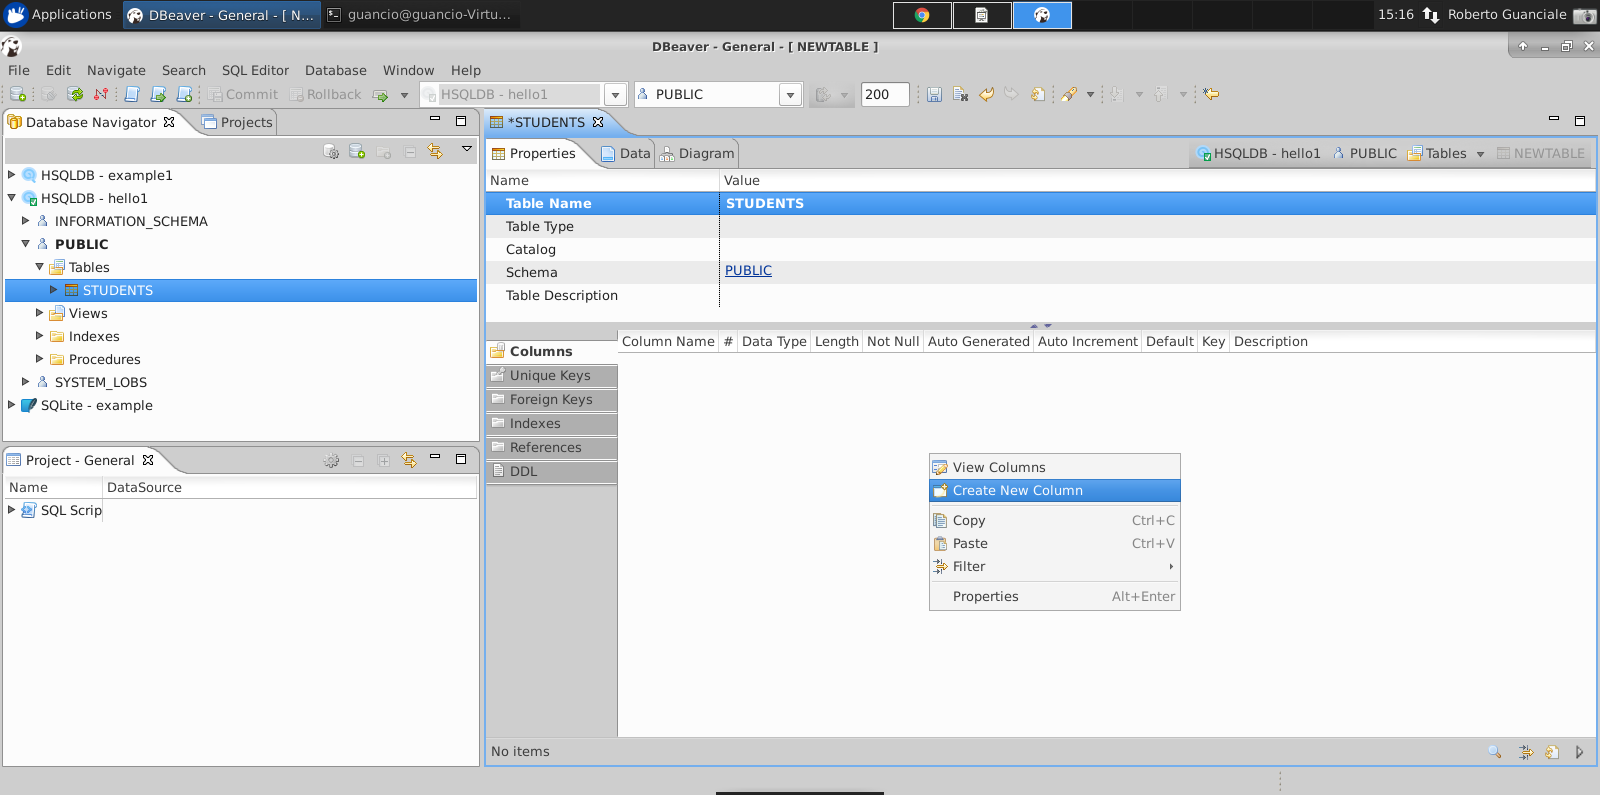 Applications DBeaver - General - [ N... guancio@guancio-Virtu... 15:16 Roberto Guanciale
DBeaver - General - [ NEWTABLE ]
File Edit Navigate Search SQL Editor Database Window Help
Commit Rollback HSQLDB - hello1 PUBLIC 200
Database Navigator Projects
HSQLDB - example1
HSQLDB - hello1
INFORMATION_SCHEMA
PUBLIC
Tables
STUDENTS
Views
Indexes
Procedures
SYSTEM_LOBS
SQLite - example
Project - General
Name DataSource
SQL Scrip
*STUDENTS
Properties Data Diagram HSQLDB - hello1 PUBLIC Tables NEWTABLE
Name Value
Table Name STUDENTS
Table Type
Catalog
Schema PUBLIC
Table Description
Columns
Unique Keys
Foreign Keys
Indexes
References
DDL
Column Name # Data Type Length Not Null Auto Generated Auto Increment Default Key Description
View Columns
Create New Column
Copy Ctrl+C
Paste Ctrl+V
Filter
Properties Alt+Enter
No items